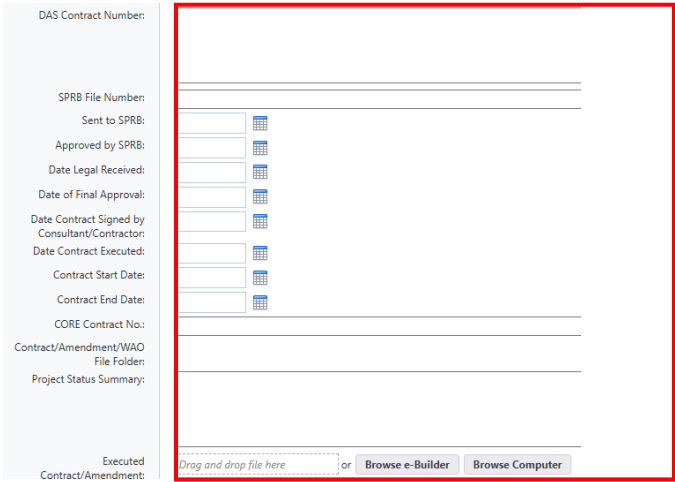 DAS Contract Number:
SPRB File Number:
Sent to SPRB:
Approved by SPRB:
Date Legal Received:
Date of Final Approval:
Date Contract Signed by
Consultant/Contractor:
Date Contract Executed:
Contract Start Date:
Contract End Date:
CORE Contract No.:
Contract/Amendment/WAO
File Folder:
Project Status Summary:
Executed
Contract/Amendment:
Drag and drop file here or Browse e-Builder Browse Computer